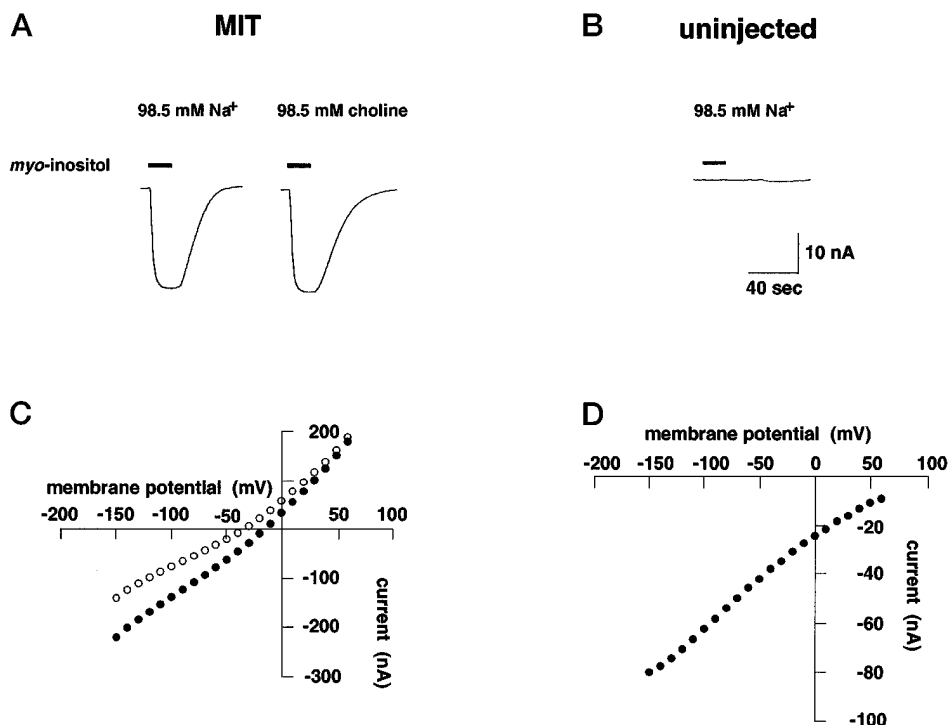 A
MIT
B
uninjected
98.5 mM Na+
98.5 mM choline
98.5 mM Na+
myo-inositol
10 nA
40 sec
C
200
membrane potential (mV)
-200 -150 -100 -50 0 50 100
-100
-200
-300
current (nA)
D
membrane potential (mV)
-200 -150 -100 -50 0 50 100
-20
-40
-60
-80
-100
current (nA)